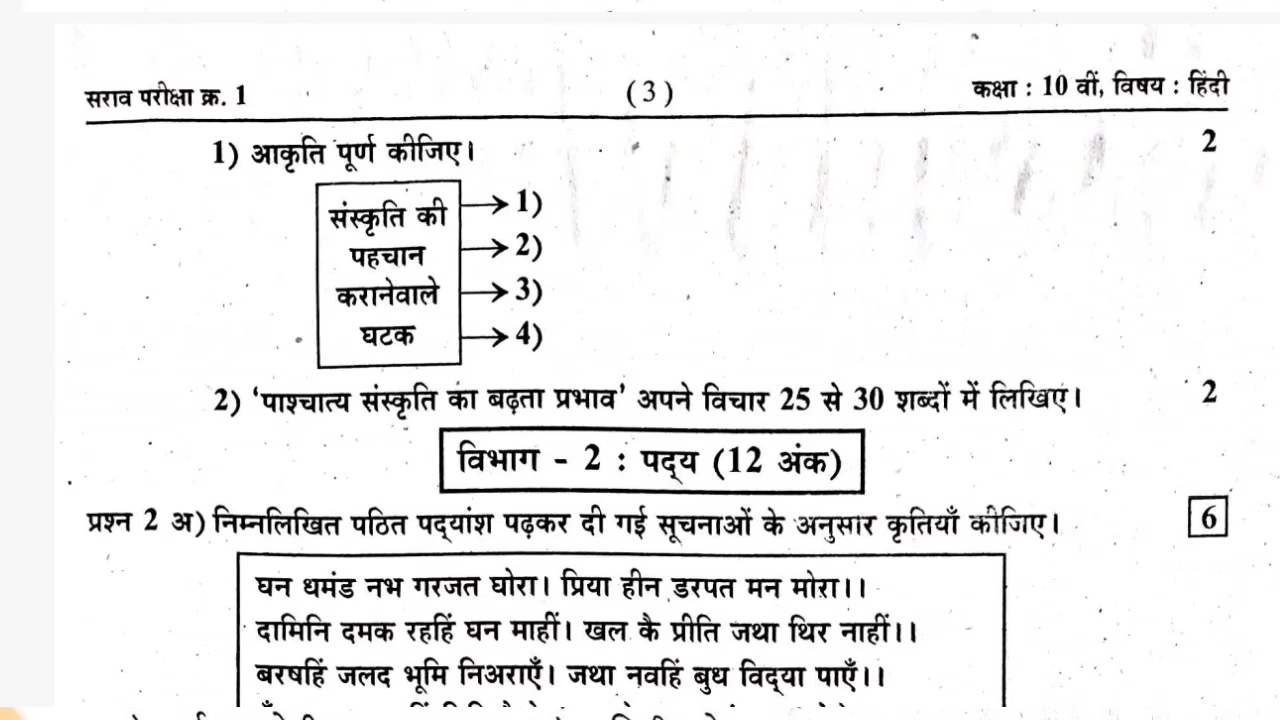 सराव परीक्षा क्र. 1 (3) कक्षा : 10 वीं, विषय : हिंदी
1) आकृति पूर्ण कीजिए। 2
संस्कृति की → 1)
पहचान → 2)
करानेवाले → 3)
घटक → 4)
2) ‘पाश्चात्य संस्कृति का बढ़ता प्रभाव’ अपने विचार 25 से 30 शब्दों में लिखिए। 2
विभाग - 2 : पद्य (12 अंक)
प्रश्न 2 अ) निम्नलिखित पठित पद्यांश पढ़कर दी गई सूचनाओं के अनुसार कृतियाँ कीजिए। 6
घन धमंड नभ गरजत घोरा। प्रिया हीन डरपत मन मोरा।।
दामिनि दमक रहहिं घन माहीं। खल कै प्रीति जथा थिर नाहीं।।
बरषहिं जलद भूमि निअराएँ। जथा नवहिं बुध विद्या पाएँ।।